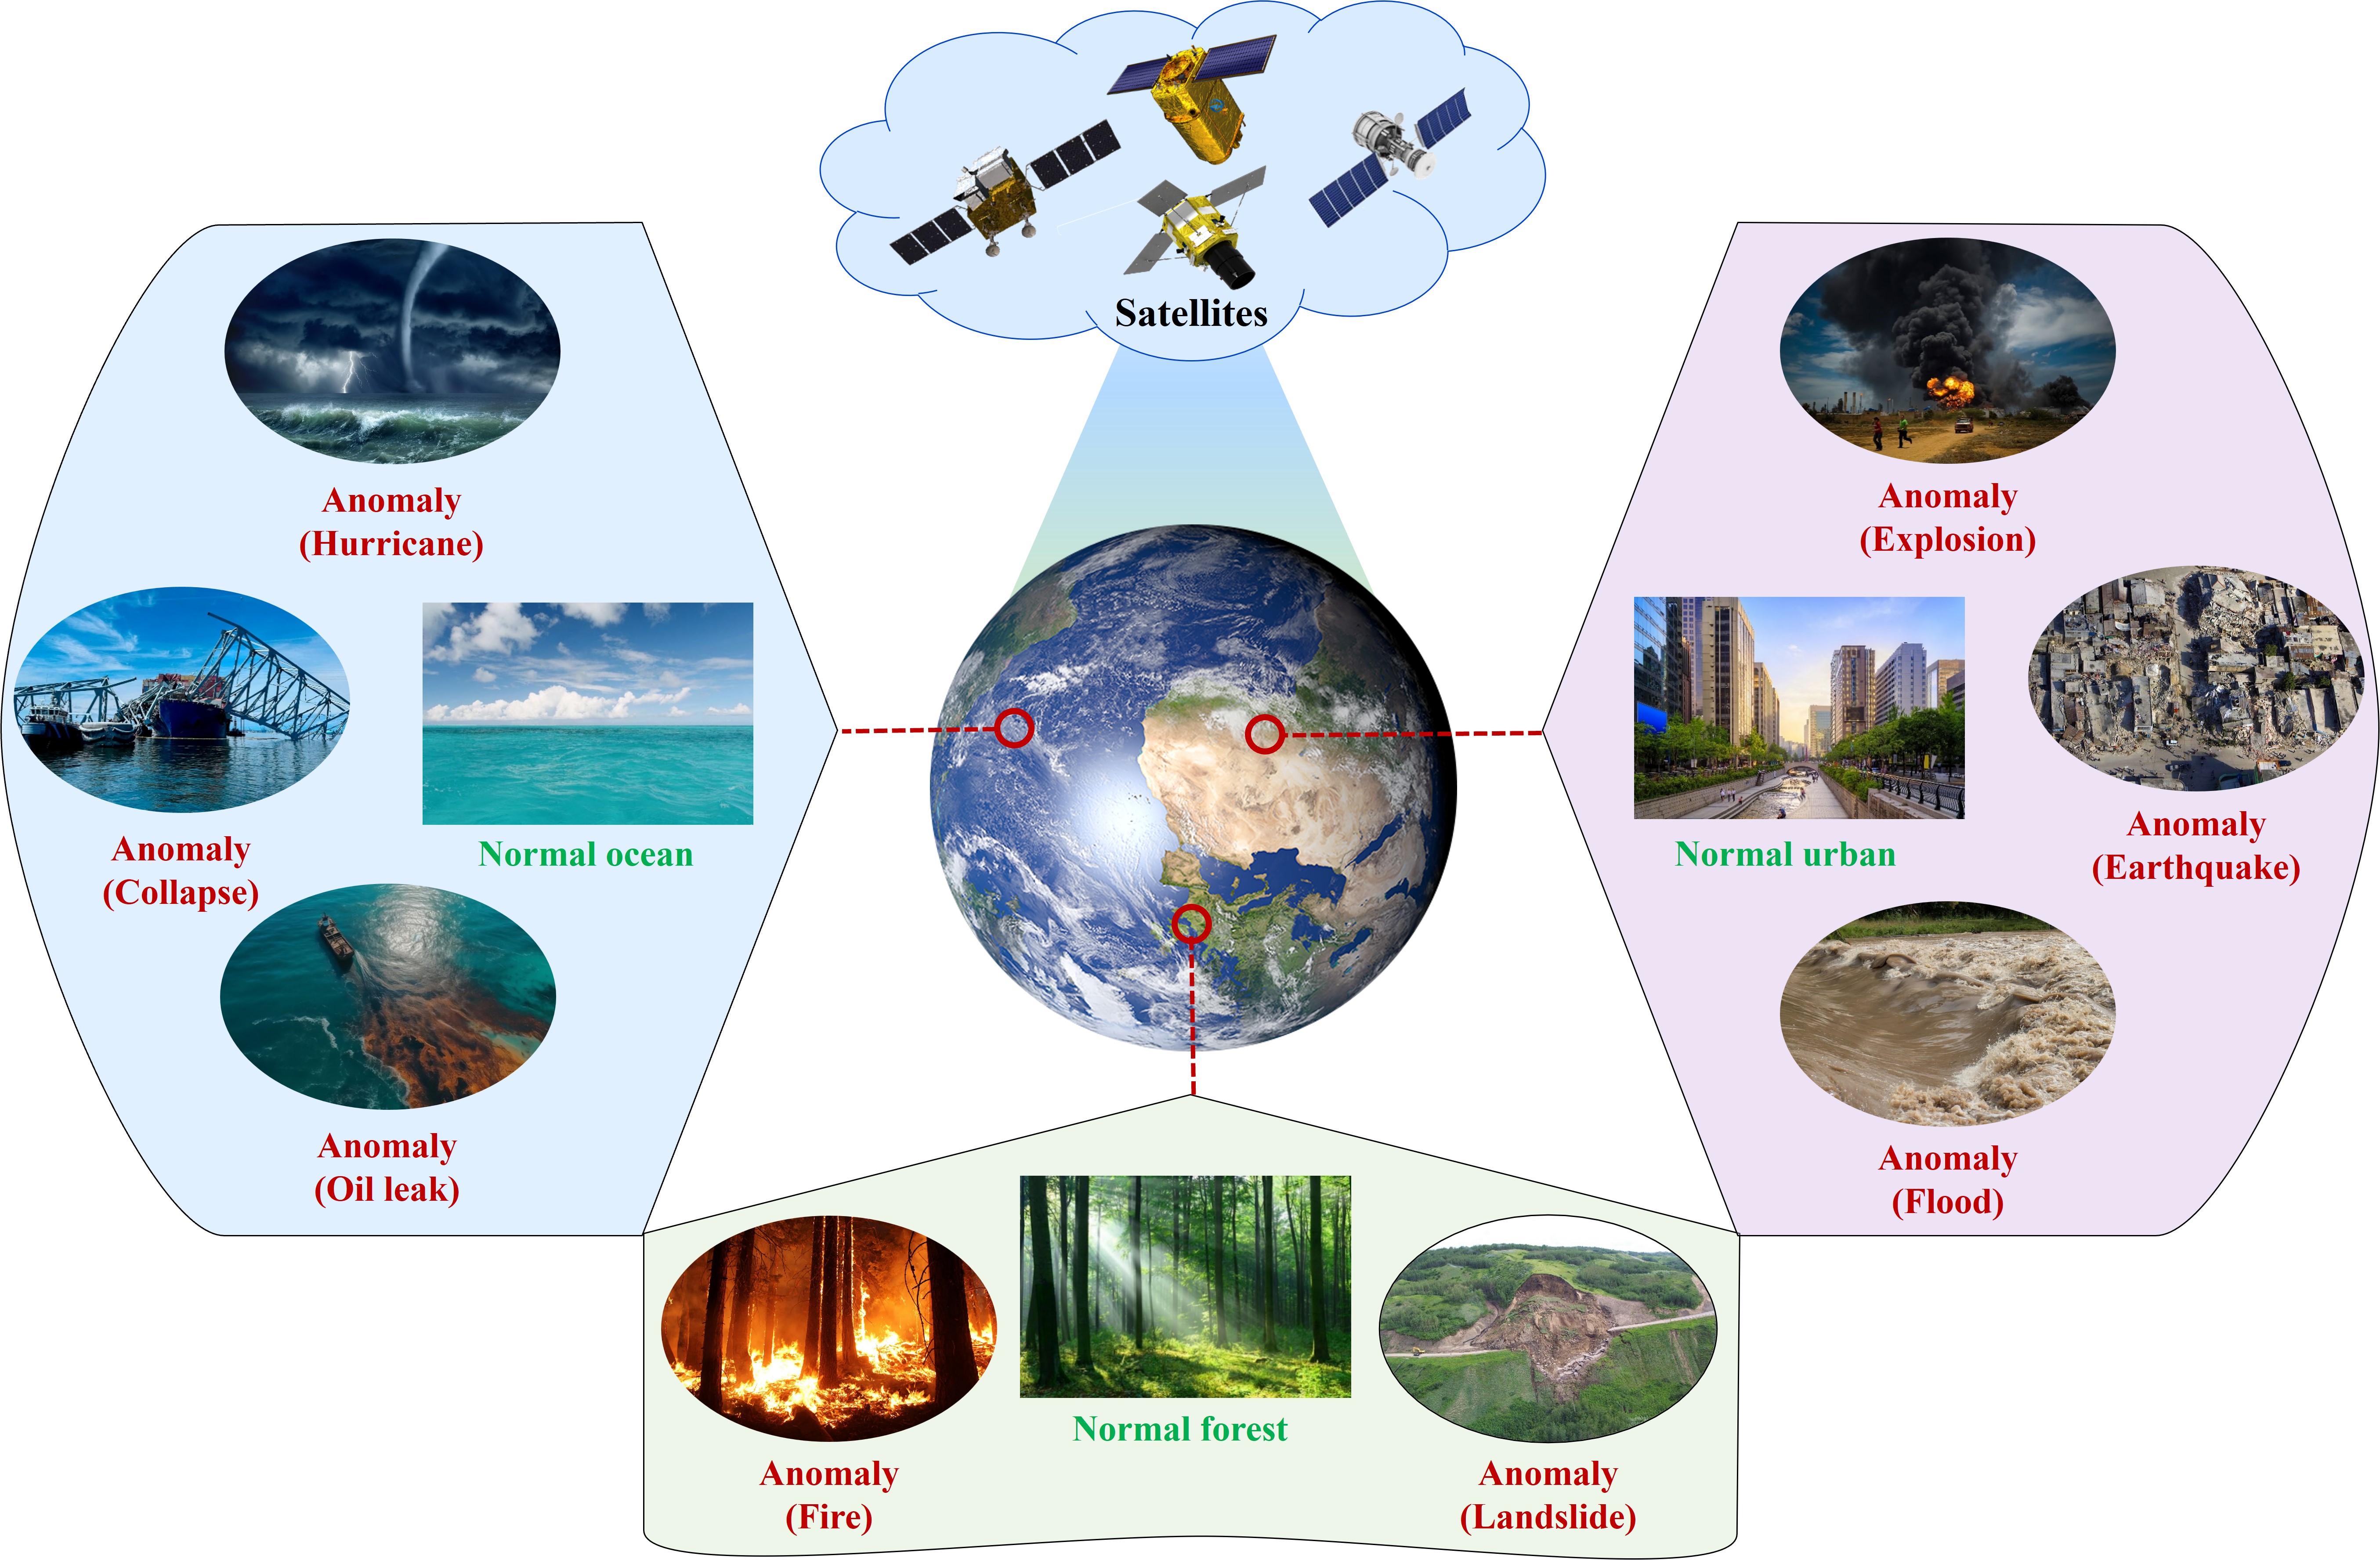 Satellites
Anomaly
(Hurricane)
Anomaly
(Collapse)
Normal ocean
Anomaly
(Oil leak)
Anomaly
(Explosion)
Normal urban
Anomaly
(Earthquake)
Anomaly
(Flood)
Normal forest
Anomaly
(Fire)
Anomaly
(Landslide)